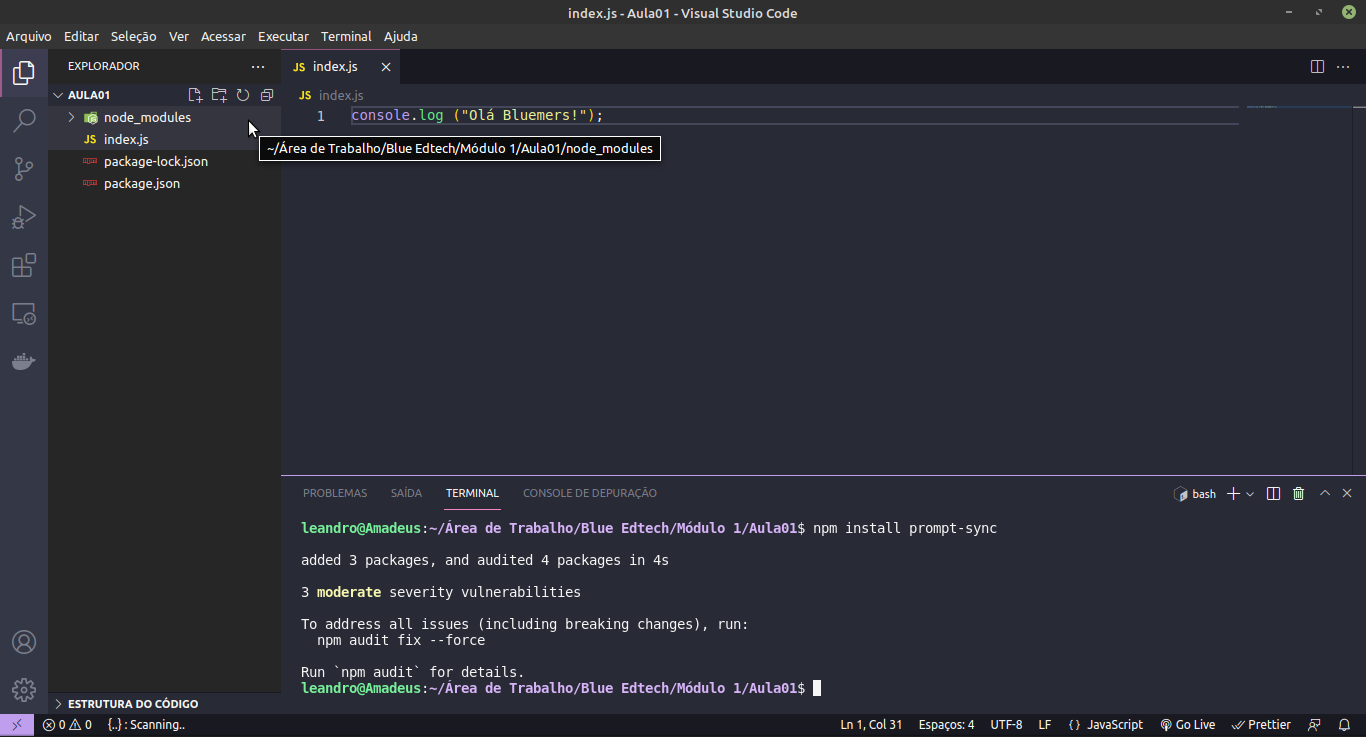 index.js - Aula01 - Visual Studio Code
Arquivo Editar Seleção Ver Acessar Executar Terminal Ajuda
EXPLORADOR
JS index.js
AULA01
JS index.js
node_modules
1 console.log ("Olá Bluemers!");
JS index.js
~/Área de Trabalho/Blue Edtech/Módulo 1/Aula01/node_modules
package-lock.json
package.json
PROBLEMAS SAÍDA TERMINAL CONSOLE DE DEPURAÇÃO
bash
leandro@Amadeus:~/Área de Trabalho/Blue Edtech/Módulo 1/Aula01$ npm install prompt-sync
added 3 packages, and audited 4 packages in 4s
3 moderate severity vulnerabilities
To address all issues (including breaking changes), run:
npm audit fix --force
Run `npm audit` for details.
leandro@Amadeus:~/Área de Trabalho/Blue Edtech/Módulo 1/Aula01$
ESTRUTURA DO CÓDIGO
0 0 {..} : Scanning.. Ln 1, Col 31 Espaços: 4 UTF-8 LF {} JavaScript Go Live Prettier